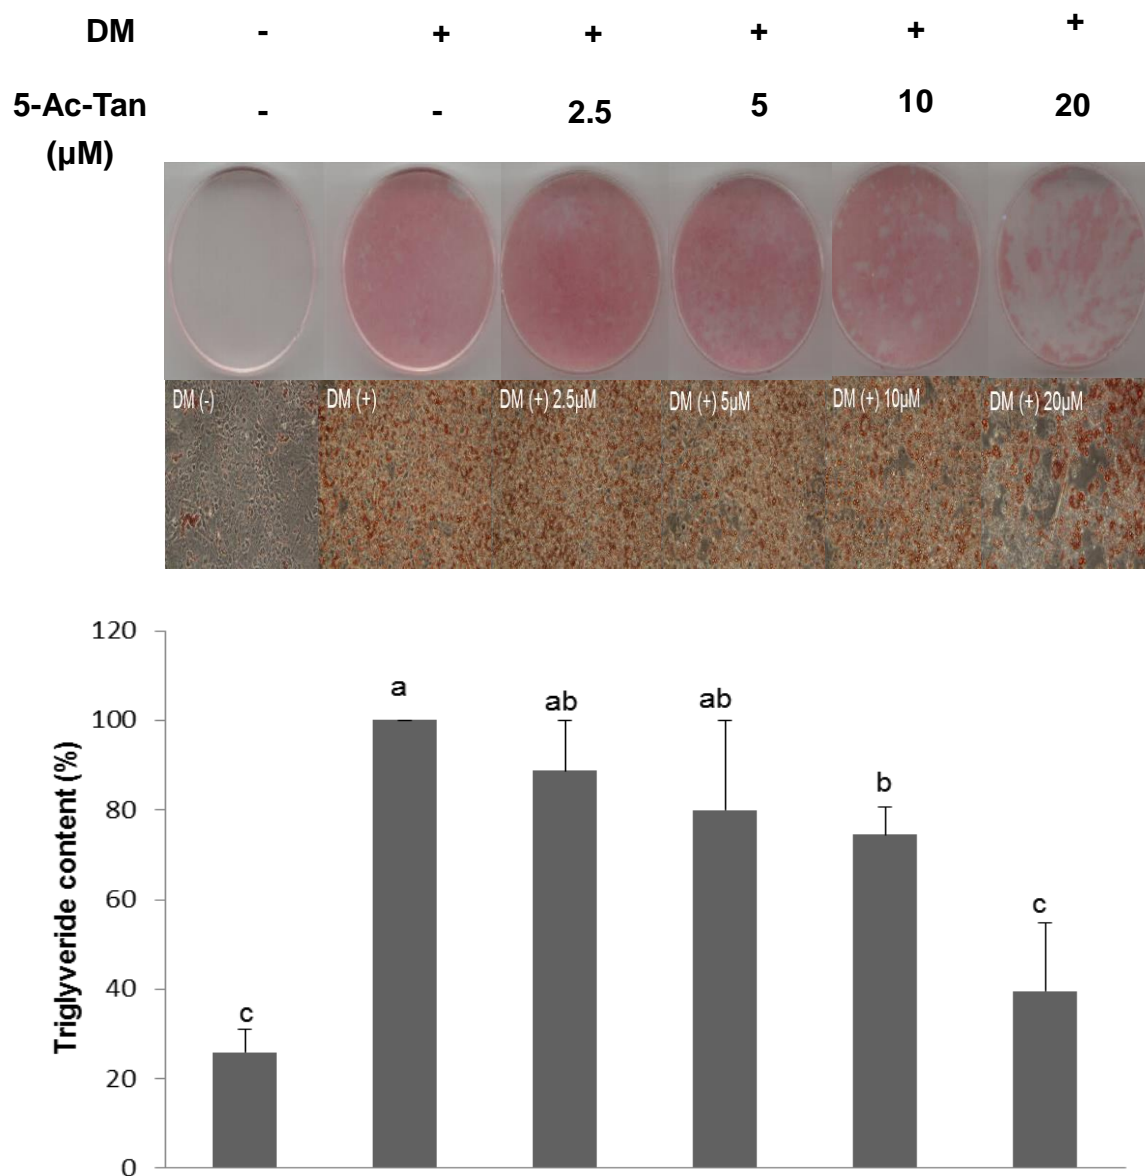 DM - + + + + +
5-Ac-Tan - - 2.5 5 10 20
(µM)
DM (-) DM (+) DM (+) 2.5µM DM (+) 5µM DM (+) 10µM DM (+) 20µM
Triglyveride content (%)
120
100
80
60
40
20
0
c
a
ab
ab
b
c